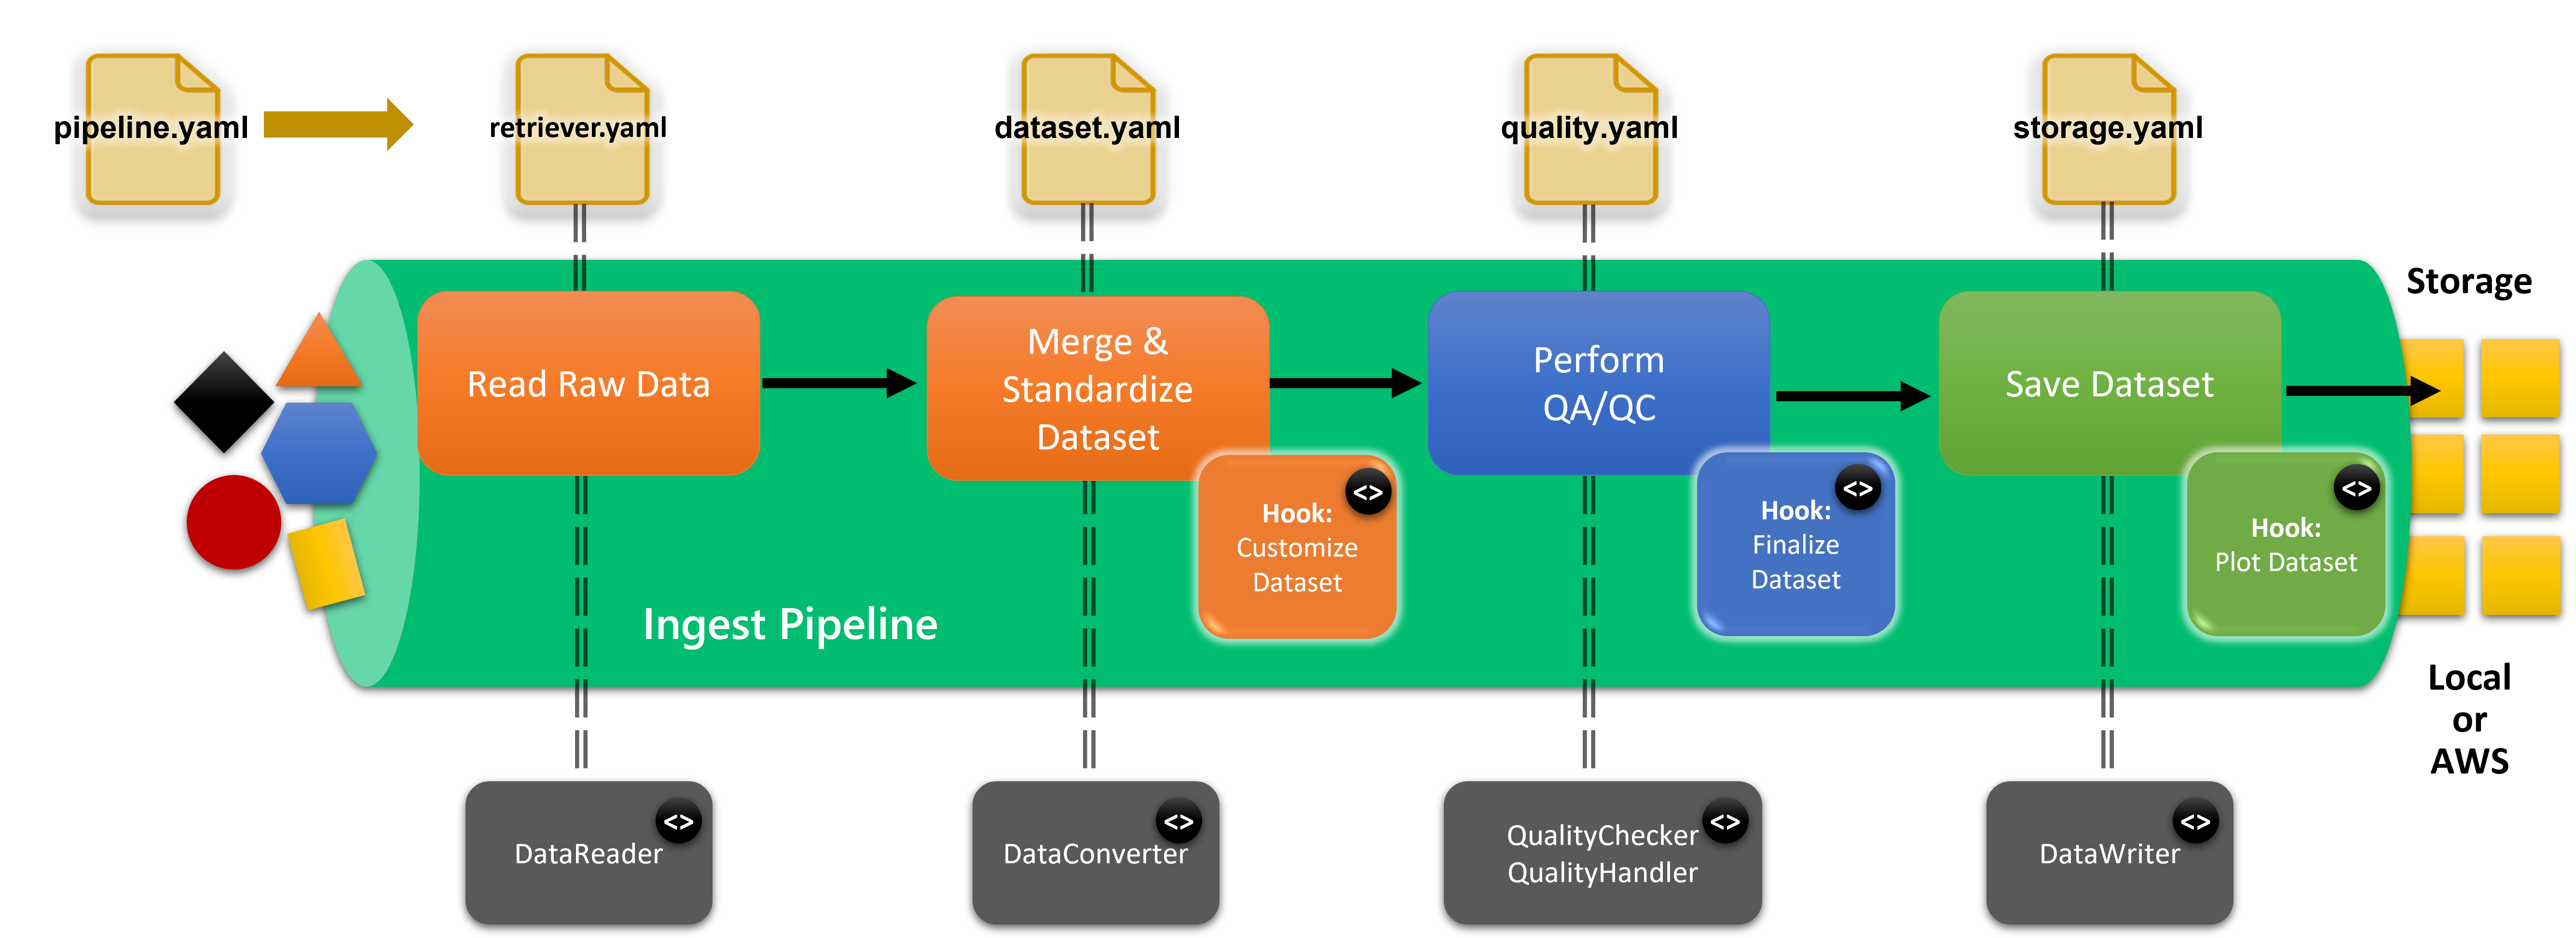 pipeline.yaml
retriever.yaml
dataset.yaml
quality.yaml
storage.yaml
Storage
Read Raw Data
Merge &
Standardize
Dataset
Perform
QA/QC
Save Dataset
<>
Hook:
Customize
Dataset
<>
Hook:
Finalize
Dataset
<>
Hook:
Plot Dataset
Ingest Pipeline
Local
or
AWS
<>
DataReader
<>
DataConverter
<>
QualityChecker
QualityHandler
<>
DataWriter